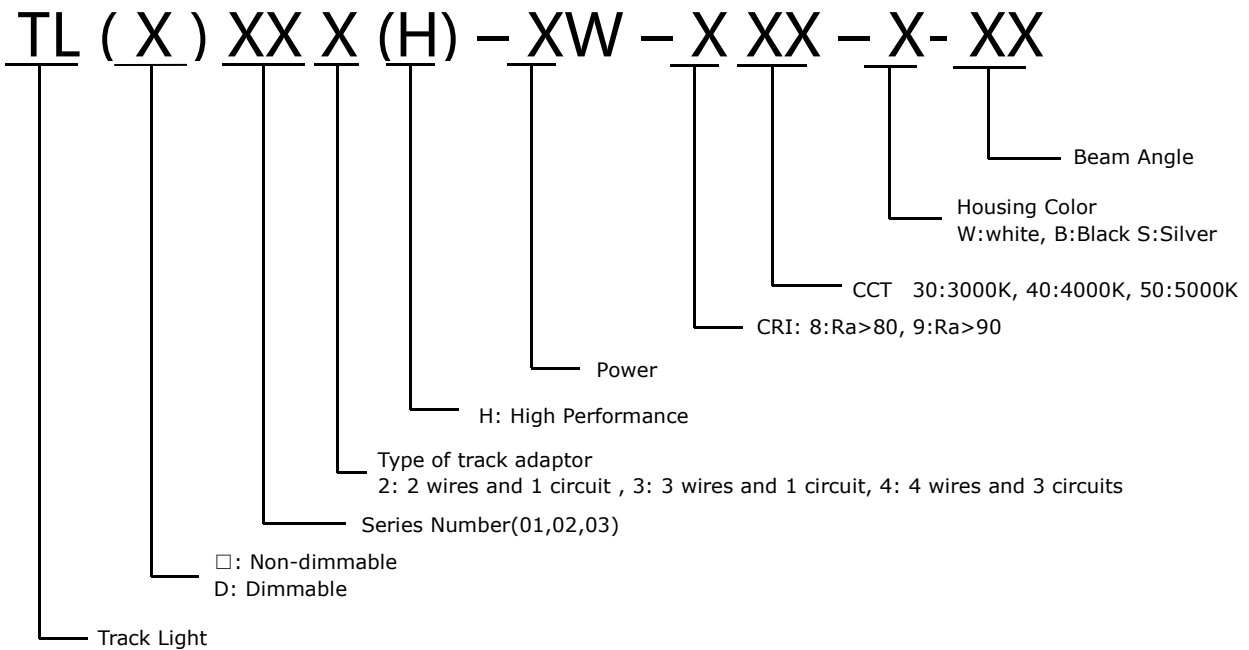 TL ( X ) XX X (H) – XW – X XX – X- XX
Beam Angle
Housing Color
W:white, B:Black S:Silver
CCT 30:3000K, 40:4000K, 50:5000K
CRI: 8:Ra>80, 9:Ra>90
Power
H: High Performance
Type of track adaptor
2: 2 wires and 1 circuit , 3: 3 wires and 1 circuit, 4: 4 wires and 3 circuits
Series Number(01,02,03)
□: Non-dimmable
D: Dimmable
Track Light